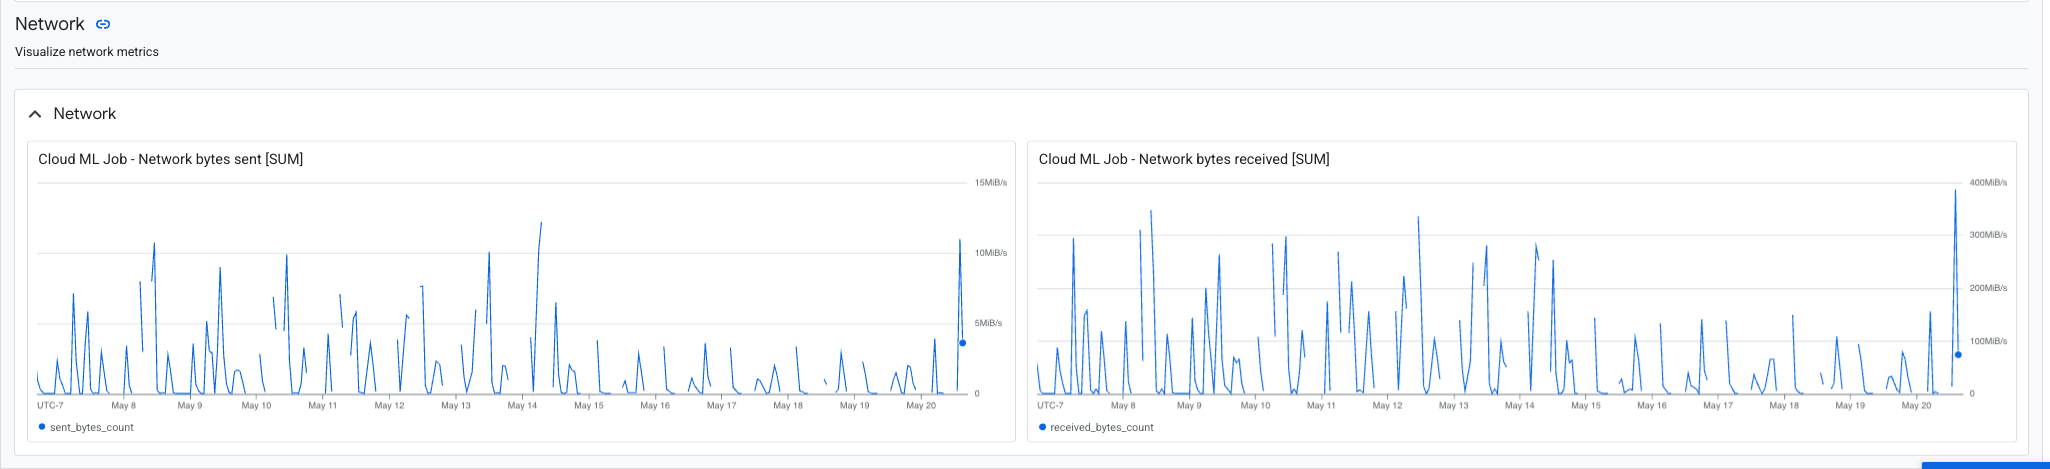 Network
Visualize network metrics
Network
Cloud ML Job - Network bytes sent [SUM]
15MiB/s
10MiB/s
5MiB/s
0
UTC-7 May 8 May 9 May 10 May 11 May 12 May 13 May 14 May 15 May 16 May 17 May 18 May 19 May 20
sent_bytes_count
Cloud ML Job - Network bytes received [SUM]
400MiB/s
300MiB/s
200MiB/s
100MiB/s
0
UTC-7 May 8 May 9 May 10 May 11 May 12 May 13 May 14 May 15 May 16 May 17 May 18 May 19 May 20
received_bytes_count